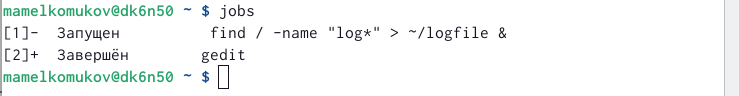 mamelkomukov@dk6n50 ~ $ jobs
[1]-  Запущен          find / -name "log*" > ~/logfile &
[2]+  Завершён         gedit
mamelkomukov@dk6n50 ~ $